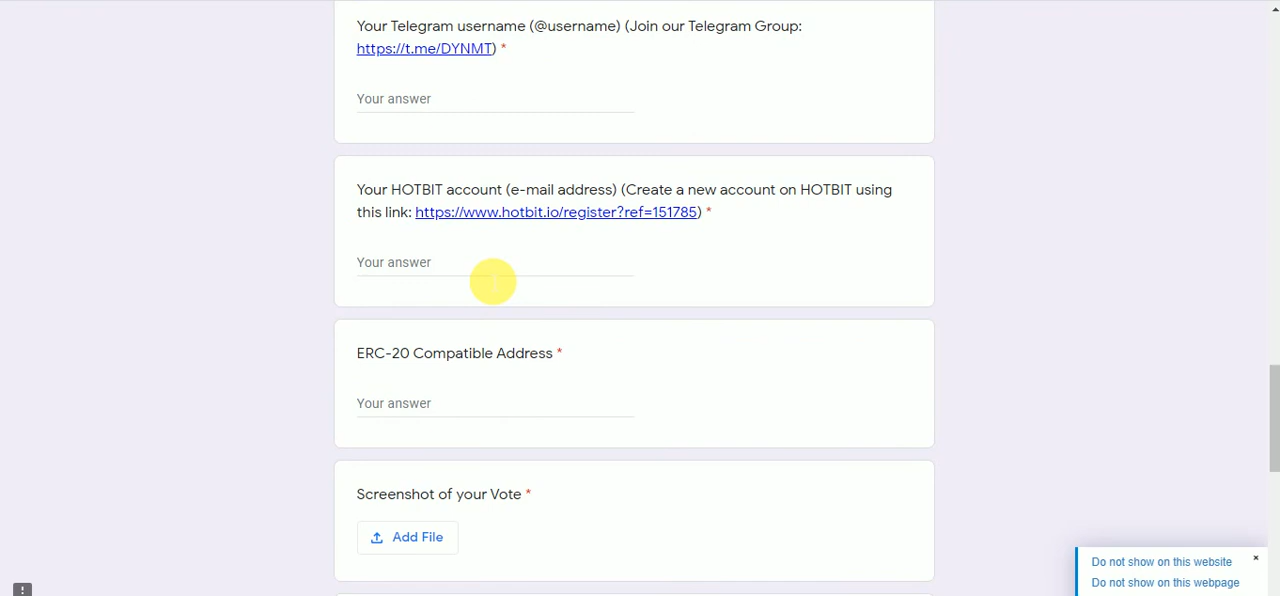 Your Telegram username (@username) (Join our Telegram Group:
https://t.me/DYNMT) *
Your answer
Your HOTBIT account (e-mail address) (Create a new account on HOTBIT using
this link: https://www.hotbit.io/register?ref=151785) *
Your answer
ERC-20 Compatible Address *
Your answer
Screenshot of your Vote *
Add File
Do not show on this website
×
Do not show on this webpage
!